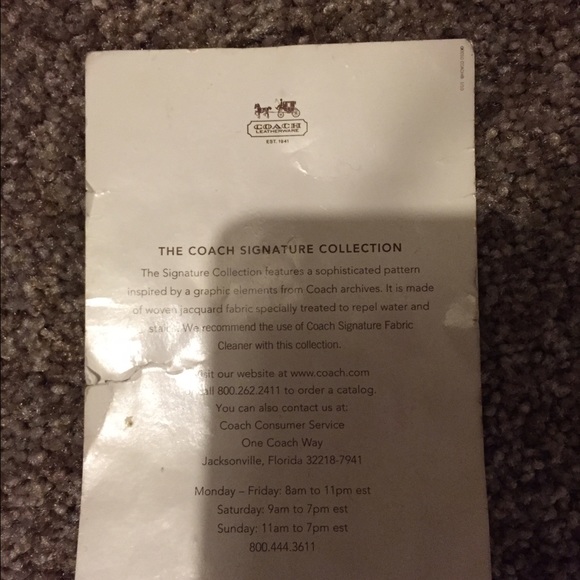 COACH
LEATHERWARE
EST. 1941
THE COACH SIGNATURE COLLECTION
The Signature Collection features a sophisticated pattern
inspired by a graphic elements from Coach archives. It is made
of woven jacquard fabric specially treated to repel water and
We recommend the use of Coach Signature Fabric
Cleaner with this collection.
our website at www.coach.com
800.262.2411 to order a catalog.
You can also contact us at:
Coach Consumer Service
One Coach Way
Jacksonville, Florida 32218-7941
Monday – Friday: 8am to 11pm est
Saturday: 9am to 7pm est
Sunday: 11am to 7pm est
800.444.3611